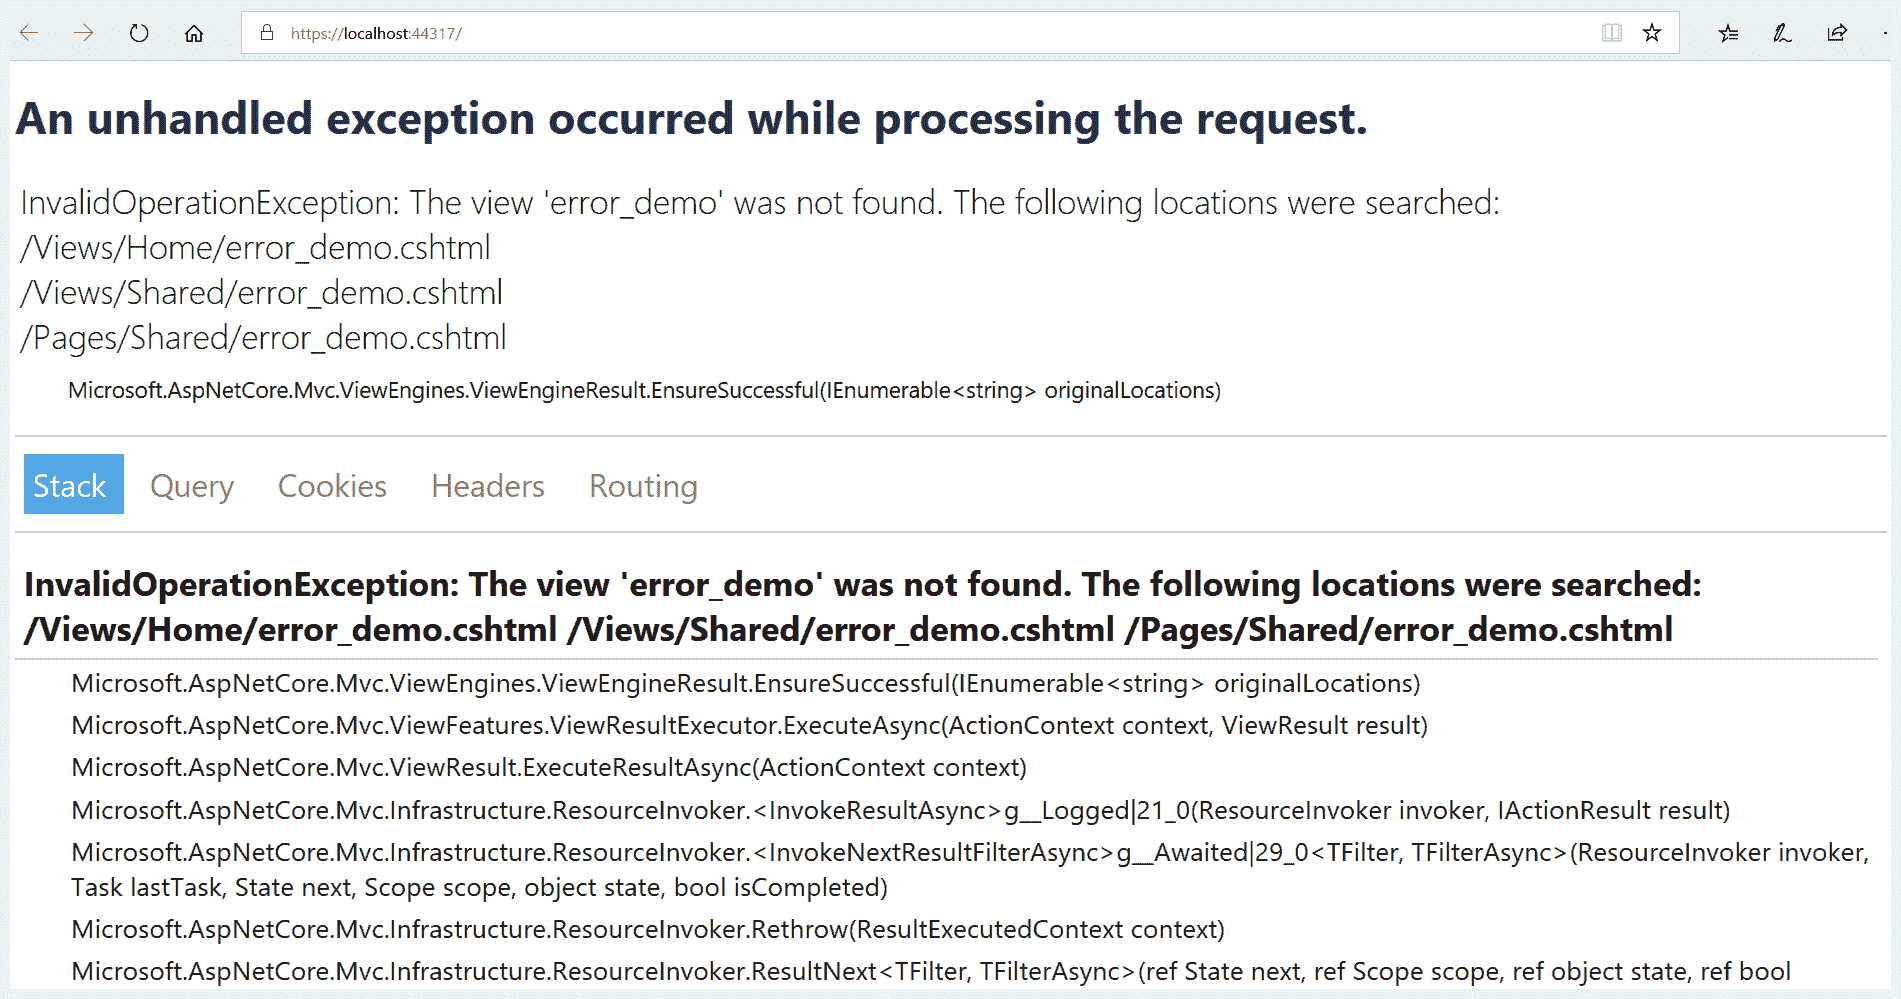 https://localhost:44317/
An unhandled exception occurred while processing the request.
InvalidOperationException: The view 'error_demo' was not found. The following locations were searched:
/Views/Home/error_demo.cshtml
/Views/Shared/error_demo.cshtml
/Pages/Shared/error_demo.cshtml
Microsoft.AspNetCore.Mvc.ViewEngines.ViewEngineResult.EnsureSuccessful(IEnumerable<string> originalLocations)
Stack Query Cookies Headers Routing
InvalidOperationException: The view 'error_demo' was not found. The following locations were searched:
/Views/Home/error_demo.cshtml /Views/Shared/error_demo.cshtml /Pages/Shared/error_demo.cshtml
Microsoft.AspNetCore.Mvc.ViewEngines.ViewEngineResult.EnsureSuccessful(IEnumerable<string> originalLocations)
Microsoft.AspNetCore.Mvc.ViewFeatures.ViewResultExecutor.ExecuteAsync(ActionContext context, ViewResult result)
Microsoft.AspNetCore.Mvc.ViewResult.ExecuteResultAsync(ActionContext context)
Microsoft.AspNetCore.Mvc.Infrastructure.ResourceInvoker.<InvokeResultAsync>g__Logged|21_0(ResourceInvoker invoker, IActionResult result)
Microsoft.AspNetCore.Mvc.Infrastructure.ResourceInvoker.<InvokeNextResultFilterAsync>g__Awaited|29_0<TFilter, TFilterAsync>(ResourceInvoker invoker,
Task lastTask, State next, Scope scope, object state, bool isCompleted)
Microsoft.AspNetCore.Mvc.Infrastructure.ResourceInvoker.Rethrow(ResultExecutedContext context)
Microsoft.AspNetCore.Mvc.Infrastructure.ResourceInvoker.ResultNext<TFilter, TFilterAsync>(ref State next, ref Scope scope, ref object state, ref bool